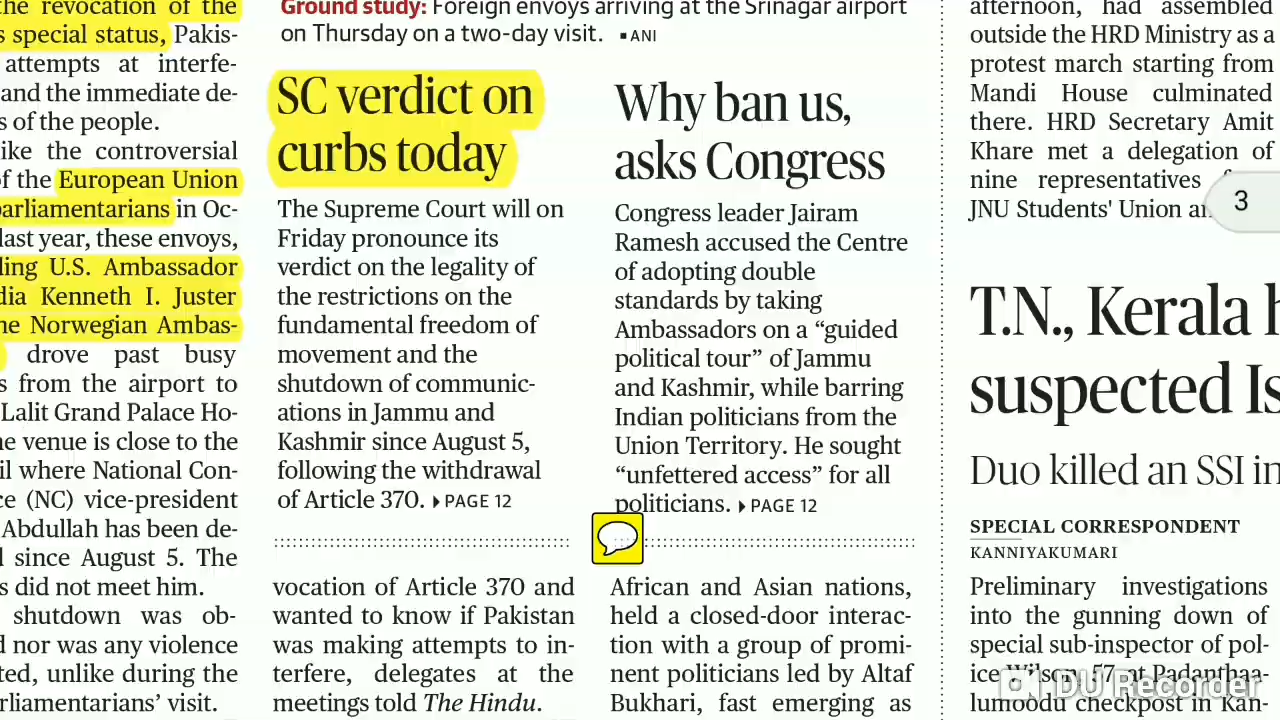 the revocation of the
s special status, Pakis-
attempts at interfe-
and the immediate de-
s of the people.
ike the controversial
of the European Union
parliamentarians in Oc-
last year, these envoys,
ding U.S. Ambassador
dia Kenneth I. Juster
he Norwegian Ambas-
drove past busy
s from the airport to
Lalit Grand Palace Ho-
he venue is close to the
il where National Con-
ce (NC) vice-president
Abdullah has been de-
d since August 5. The
s did not meet him.
shutdown was ob-
d nor was any violence
ted, unlike during the
rliamentarians' visit.
Ground study: Foreign envoys arriving at the Srinagar airport
on Thursday on a two-day visit. ▪ANI
SC verdict on
curbs today
The Supreme Court will on
Friday pronounce its
verdict on the legality of
the restrictions on the
fundamental freedom of
movement and the
shutdown of communic-
ations in Jammu and
Kashmir since August 5,
following the withdrawal
of Article 370. ▸PAGE 12
vocation of Article 370 and
wanted to know if Pakistan
was making attempts to in-
terfere, delegates at the
meetings told The Hindu.
Why ban us,
asks Congress
Congress leader Jairam
Ramesh accused the Centre
of adopting double
standards by taking
Ambassadors on a “guided
political tour” of Jammu
and Kashmir, while barring
Indian politicians from the
Union Territory. He sought
“unfettered access” for all
politicians. ▸PAGE 12
African and Asian nations,
held a closed-door interac-
tion with a group of promi-
nent politicians led by Altaf
Bukhari, fast emerging as
afternoon, had assembled
outside the HRD Ministry as a
protest march starting from
Mandi House culminated
there. HRD Secretary Amit
Khare met a delegation of
nine representatives
JNU Students' Union
3
T.N., Kerala h
suspected Is
Duo killed an SSI in
SPECIAL CORRESPONDENT
KANNIYAKUMARI
Preliminary investigations
into the gunning down of
special sub-inspector of pol-
ice Wilson, 57, at Padanthaa-
lumoodu checkpost in Kan-
DU Recorder